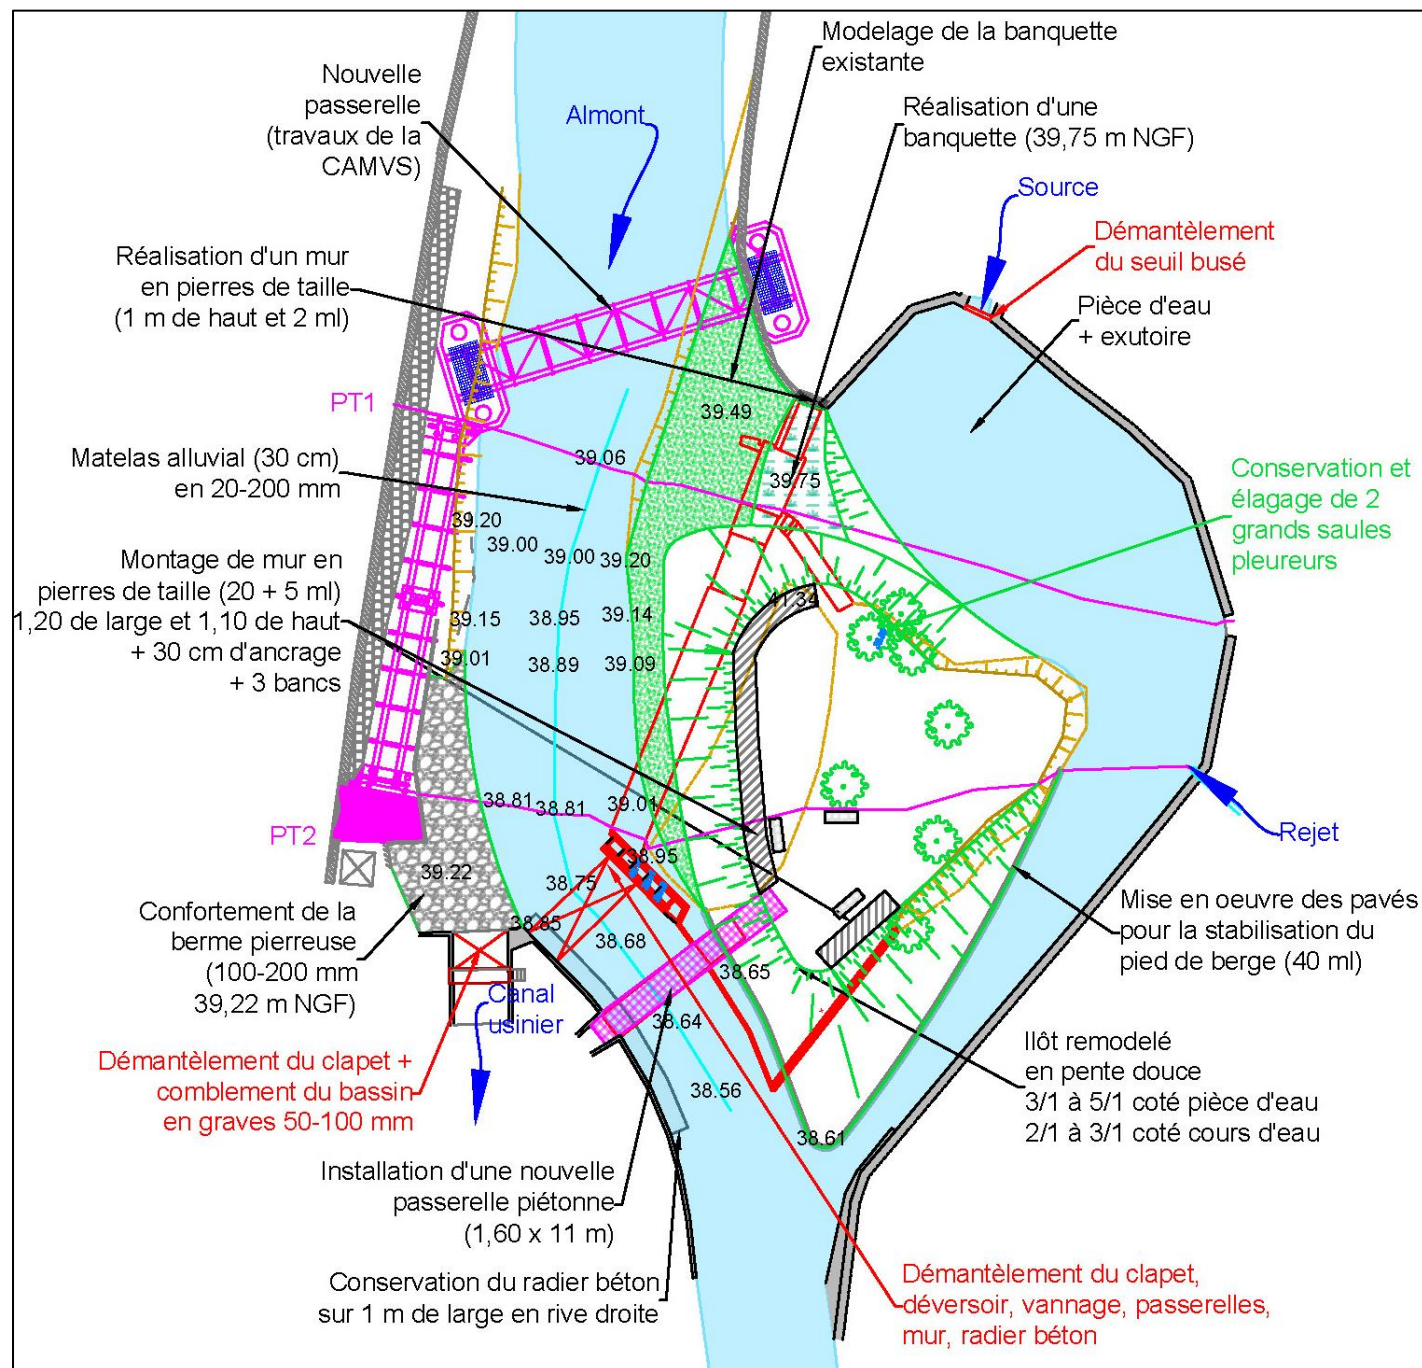 Modelage de la banquette
existante
Nouvelle
passerelle
(travaux de la
CAMVS)
Almont
Réalisation d'une
banquette (39,75 m NGF)
Source
Démantèlement
du seuil busé
Réalisation d'un mur
en pierres de taille
(1 m de haut et 2 ml)
Pièce d'eau
+ exutoire
PT1
39.49
Matelas alluvial (30 cm)
en 20-200 mm
39.06
39.75
Conservation et
élagage de 2
grands saules
pleureurs
39.20
39.00
39.00
39.20
Montage de mur en
pierres de taille (20 + 5 ml)
1,20 de large et 1,10 de haut
+ 30 cm d'ancrage
+ 3 bancs
41.34
39.15
38.95
39.14
39.01
38.89
39.09
38.81
38.81
39.01
PT2
Rejet
38.95
39.22
38.75
Confortement de la
berme pierreuse
(100-200 mm
39,22 m NGF)
38.85
38.68
38.65
Mise en oeuvre des pavés
pour la stabilisation du
pied de berge (40 ml)
Canal
usinier
38.64
Démantèlement du clapet +
comblement du bassin
en graves 50-100 mm
38.56
Ilôt remodelé
en pente douce
3/1 à 5/1 coté pièce d'eau
2/1 à 3/1 coté cours d'eau
38.61
Installation d'une nouvelle
passerelle piétonne
(1,60 x 11 m)
Conservation du radier béton
sur 1 m de large en rive droite
Démantèlement du clapet,
déversoir, vannage, passerelles,
mur, radier béton